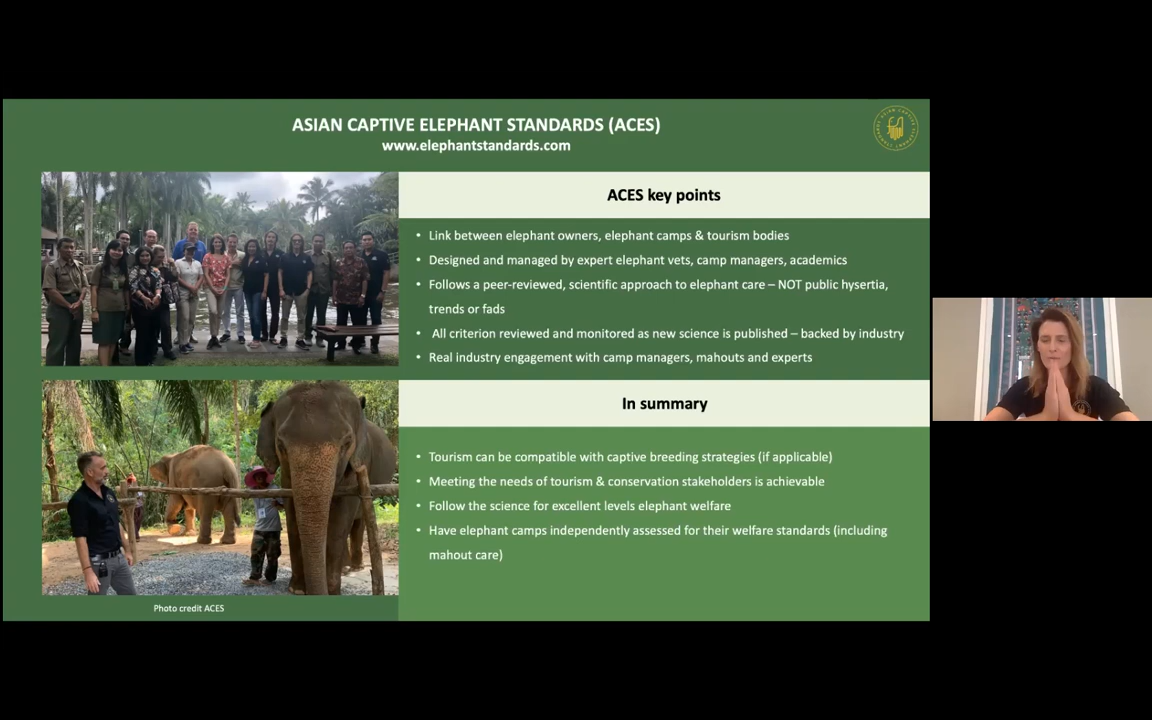 ASIAN CAPTIVE ELEPHANT STANDARDS (ACES)
www.elephantstandards.com
ACES key points
• Link between elephant owners, elephant camps & tourism bodies
• Designed and managed by expert elephant vets, camp managers, academics
• Follows a peer-reviewed, scientific approach to elephant care – NOT public hysertia,
trends or fads
• All criterion reviewed and monitored as new science is published – backed by industry
• Real industry engagement with camp managers, mahouts and experts
In summary
• Tourism can be compatible with captive breeding strategies (if applicable)
• Meeting the needs of tourism & conservation stakeholders is achievable
• Follow the science for excellent levels elephant welfare
• Have elephant camps independently assessed for their welfare standards (including
mahout care)
Photo credit ACES